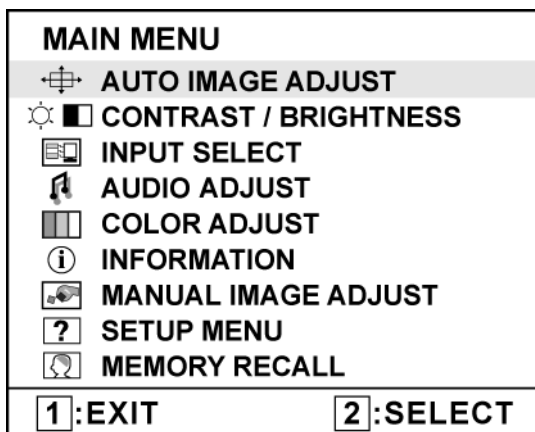 MAIN MENU
AUTO IMAGE ADJUST
CONTRAST / BRIGHTNESS
INPUT SELECT
AUDIO ADJUST
COLOR ADJUST
i INFORMATION
MANUAL IMAGE ADJUST
? SETUP MENU
MEMORY RECALL
1:EXIT 2:SELECT